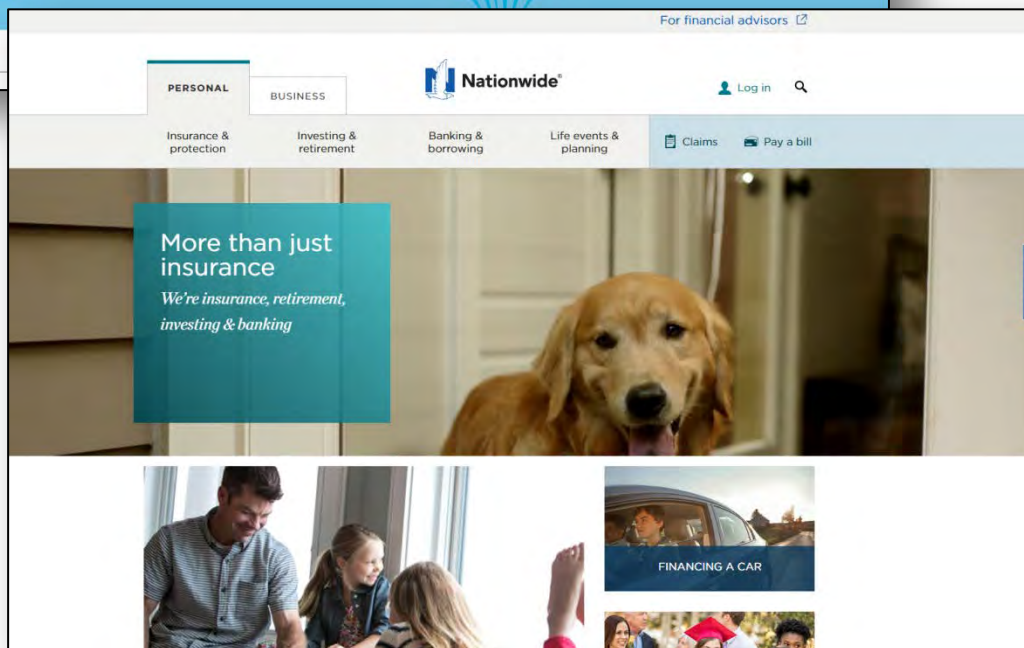 For financial advisors
PERSONAL
BUSINESS
Nationwide®
Log in
Insurance &
protection
Investing &
retirement
Banking &
borrowing
Life events &
planning
Claims
Pay a bill
More than just
insurance
We're insurance, retirement,
investing & banking
FINANCING A CAR